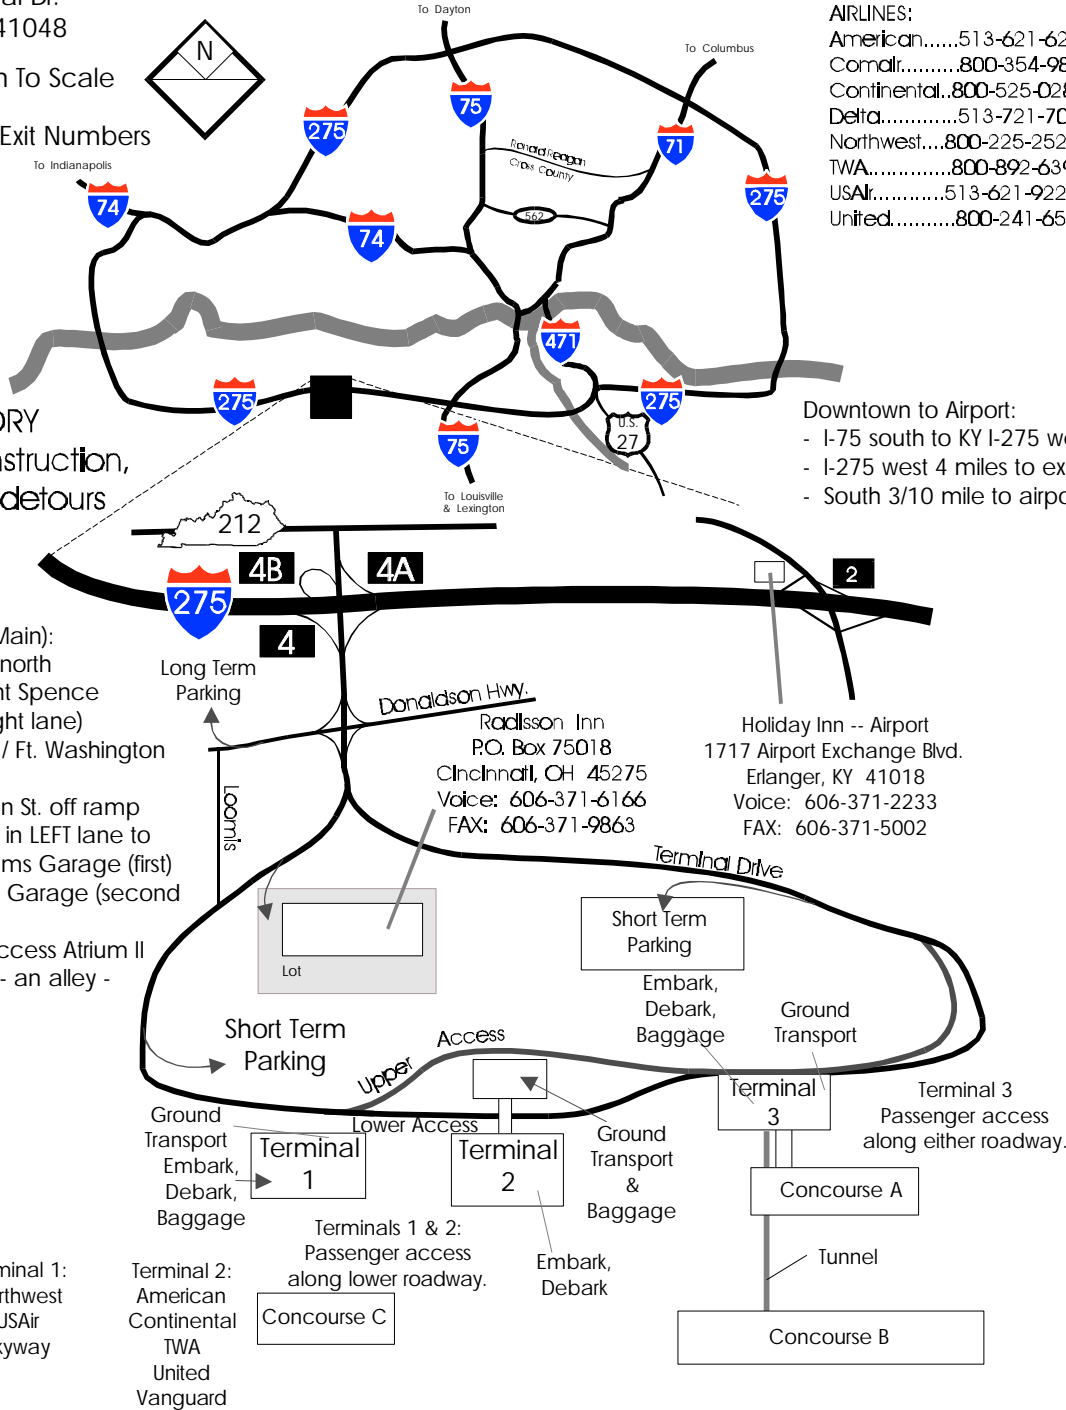 al Dr.
41048
n To Scale
Exit Numbers
N
To Dayton
To Columbus
To Indianapolis
275
75
71
74
74
275
Ronald Reagan
Cross County
562
471
275
275
75
U.S.
27
To Louisville
& Lexington
AIRLINES:
American......513-621-62
Comair..........800-354-98
Continental..800-525-028
Delta..............513-721-70
Northwest....800-225-252
TWA..............800-892-639
USAir............513-621-922
United...........800-241-65
Downtown to Airport:
- I-75 south to KY I-275 we
- I-275 west 4 miles to ex
- South 3/10 mile to airpo
ORY
nstruction,
detours
212
4B
4A
275
4
2
Main):
north
nt Spence
ght lane)
/ Ft. Washington
n St. off ramp
in LEFT lane to
ms Garage (first)
Garage (second
ccess Atrium II
- an alley -
Long Term
Parking
Donaldson Hwy.
Loomis
Radisson Inn
P.O. Box 75018
Cincinnati, OH 45275
Voice: 606-371-6166
FAX: 606-371-9863
Holiday Inn -- Airport
1717 Airport Exchange Blvd.
Erlanger, KY 41018
Voice: 606-371-2233
FAX: 606-371-5002
Terminal Drive
Lot
Short Term
Parking
Short Term
Parking
Embark,
Debark,
Baggage
Ground
Transport
Upper Access
Lower Access
Ground
Transport
Embark,
Debark,
Baggage
Terminal
1
Terminal
2
Ground
Transport
&
Baggage
Embark,
Debark
Terminal
3
Terminal 3
Passenger access
along either roadway.
Concourse A
Tunnel
Concourse B
Terminals 1 & 2:
Passenger access
along lower roadway.
Concourse C
minal 1:
rthwest
USAir
kyway
Terminal 2:
American
Continental
TWA
United
Vanguard